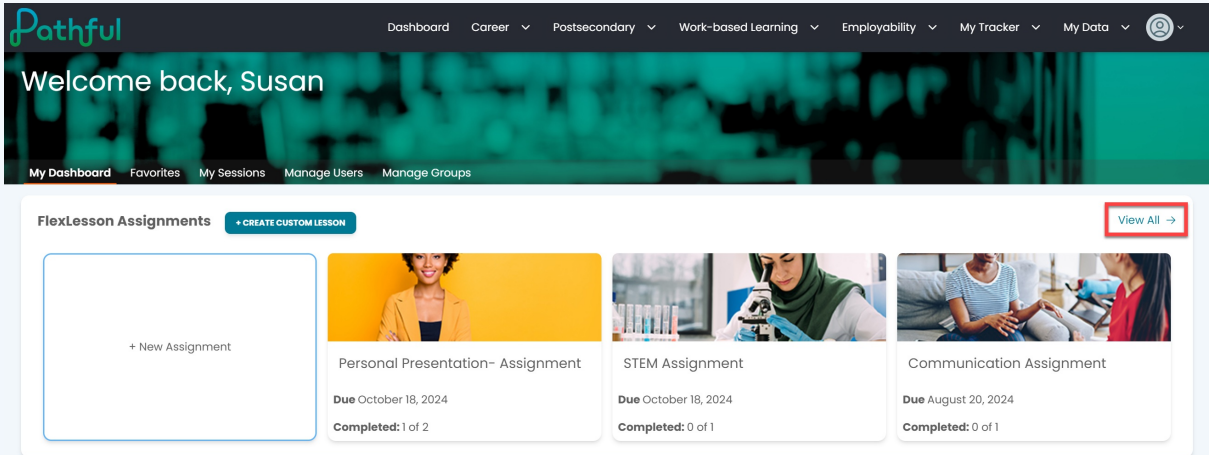 Pathful
Dashboard Career Postsecondary Work-based Learning Employability My Tracker My Data
Welcome back, Susan
My Dashboard Favorites My Sessions Manage Users Manage Groups
FlexLesson Assignments + CREATE CUSTOM LESSON View All →
+ New Assignment
Personal Presentation- Assignment
Due October 18, 2024
Completed: 1 of 2
STEM Assignment
Due October 18, 2024
Completed: 0 of 1
Communication Assignment
Due August 20, 2024
Completed: 0 of 1